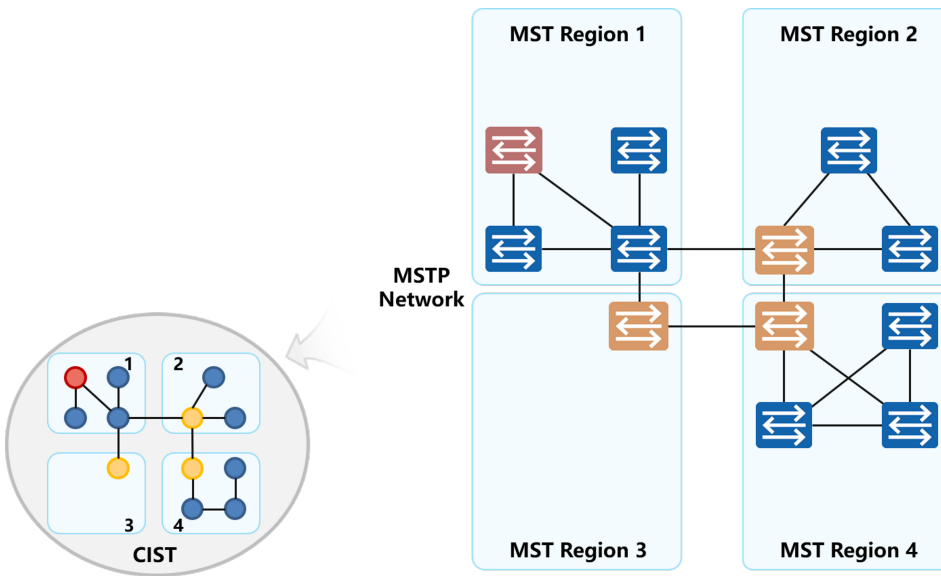 MST Region 1
MST Region 2
MSTP
Network
1
2
3
4
CIST
MST Region 3
MST Region 4